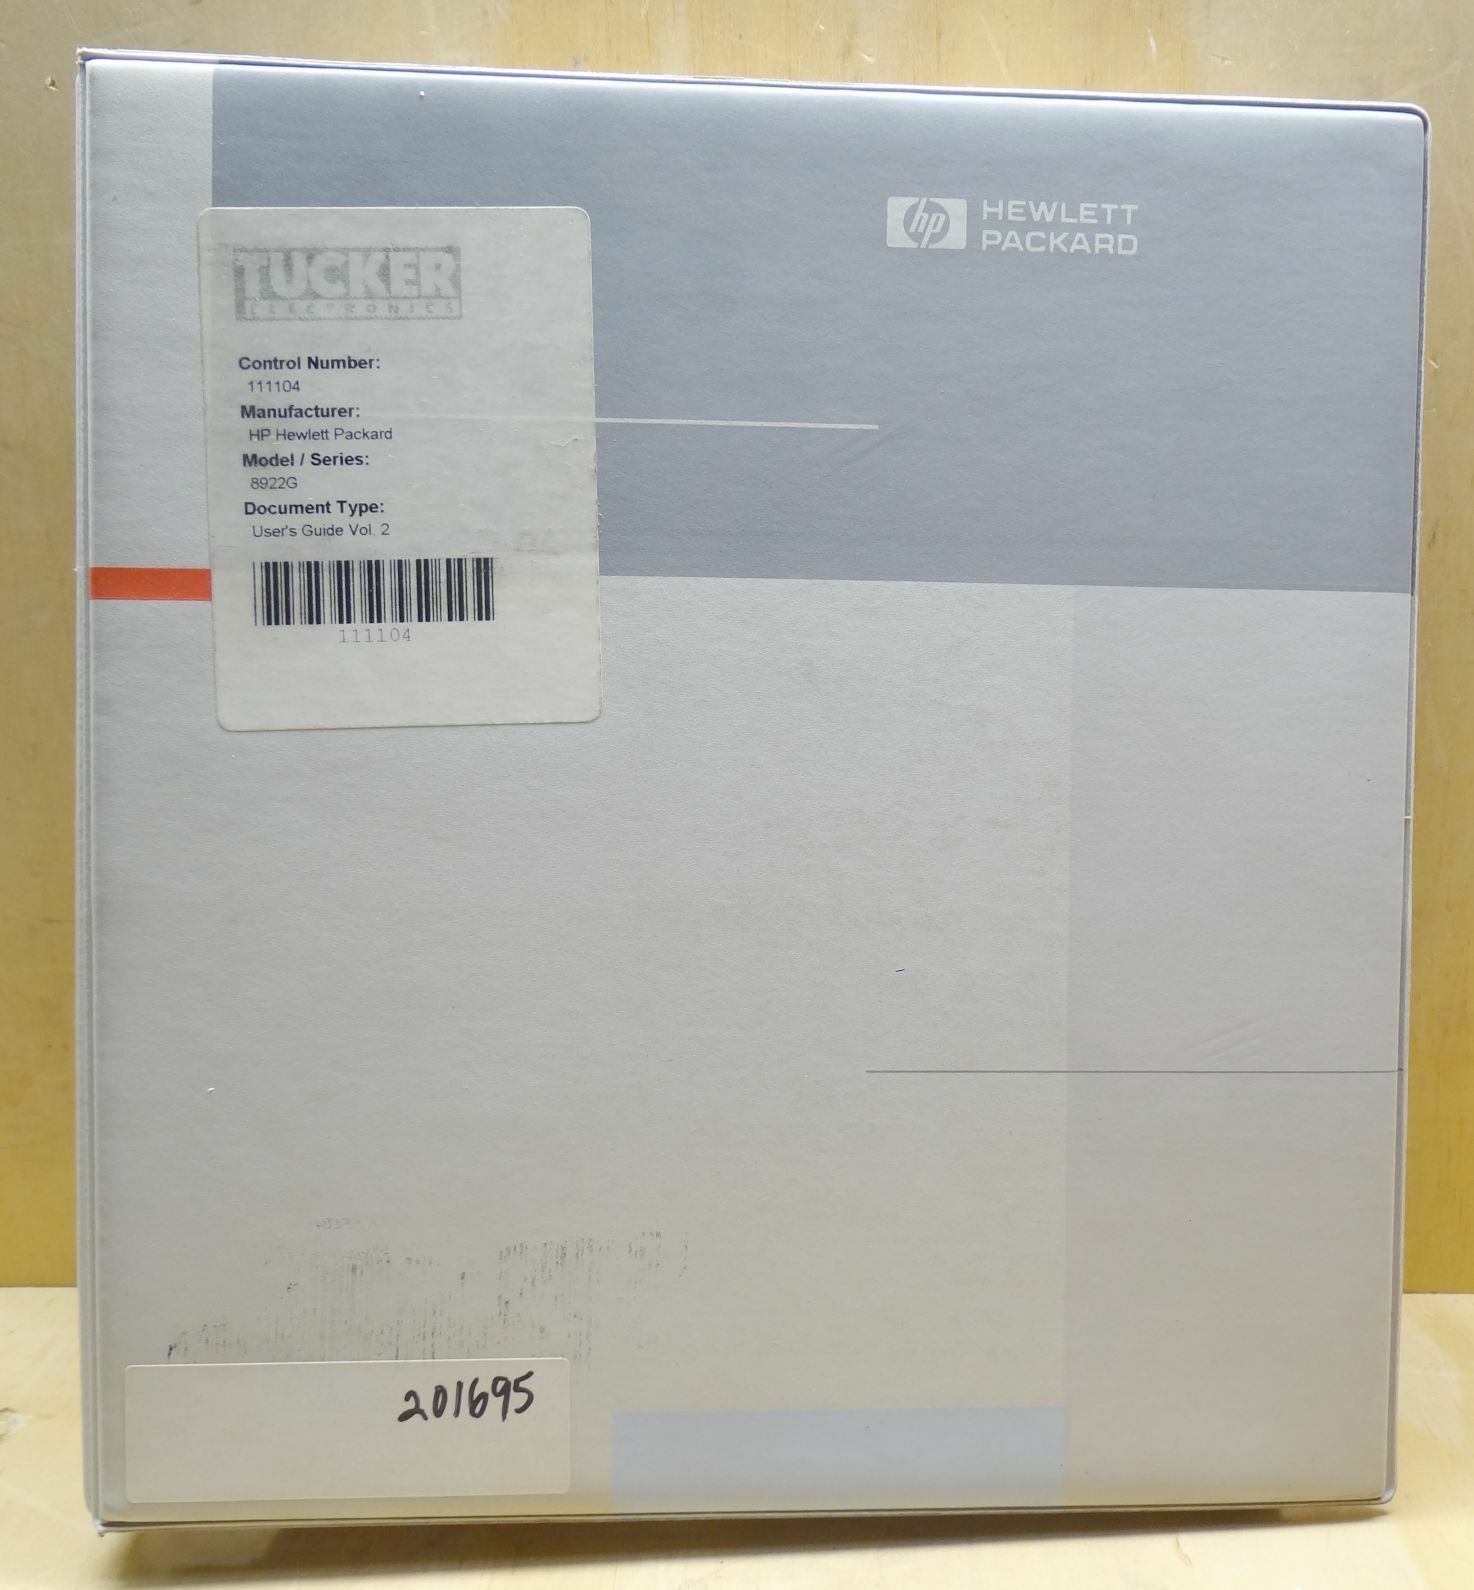 hp HEWLETT
PACKARD
TUCKER
ELECTRONICS
Control Number:
111104
Manufacturer:
HP Hewlett Packard
Model / Series:
8922G
Document Type:
User's Guide Vol. 2
111104
201695